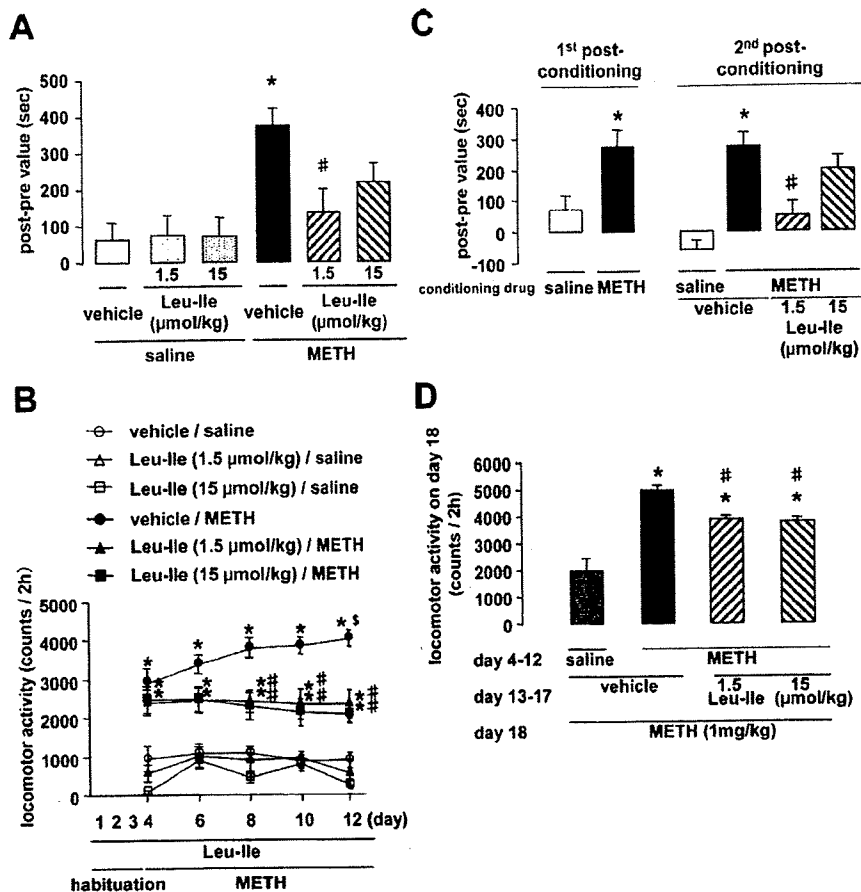 A
post-pre value (sec)
500
400
300
200
100
0
*
#
1.5 15
1.5 15
vehicle Leu-Ile (µmol/kg) vehicle Leu-Ile (µmol/kg)
saline METH
C
1st post-conditioning
2nd post-conditioning
post-pre value (sec)
400
300
200
100
0
-100
*
*
#
conditioning drug saline METH saline METH
vehicle 1.5 15
Leu-Ile
(µmol/kg)
B
vehicle / saline
Leu-Ile (1.5 µmol/kg) / saline
Leu-Ile (15 µmol/kg) / saline
vehicle / METH
Leu-Ile (1.5 µmol/kg) / METH
Leu-Ile (15 µmol/kg) / METH
locomotor activity (counts / 2h)
5000
4000
3000
2000
1000
0
* * * * *$
* * *# *# *#
* * *# *# *#
1 2 3 4 6 8 10 12 (day)
Leu-Ile
habituation METH
D
locomotor activity on day 18
(counts / 2h)
6000
5000
4000
3000
2000
1000
0
*
# #
* *
day 4-12 saline METH
day 13-17 vehicle 1.5 15
Leu-Ile (µmol/kg)
day 18 METH (1mg/kg)